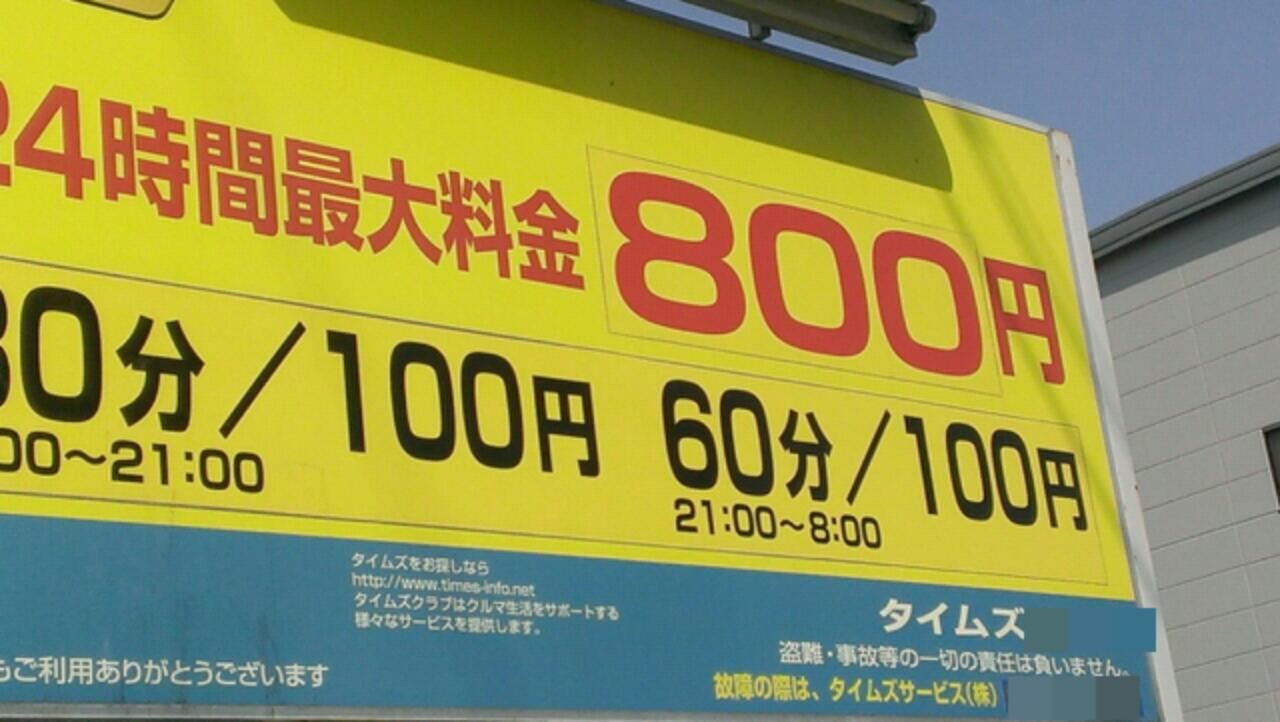 24時間最大料金 800円
30分/100円 60分/100円
00～21:00 21:00～8:00
タイムズをお探しなら
http://www.times-info.net
タイムズクラブはクルマ生活をサポートする
様々なサービスを提供します。
タイムズ
盗難・事故等の一切の責任は負いません。
もご利用ありがとうございます
故障の際は、タイムズサービス(株)